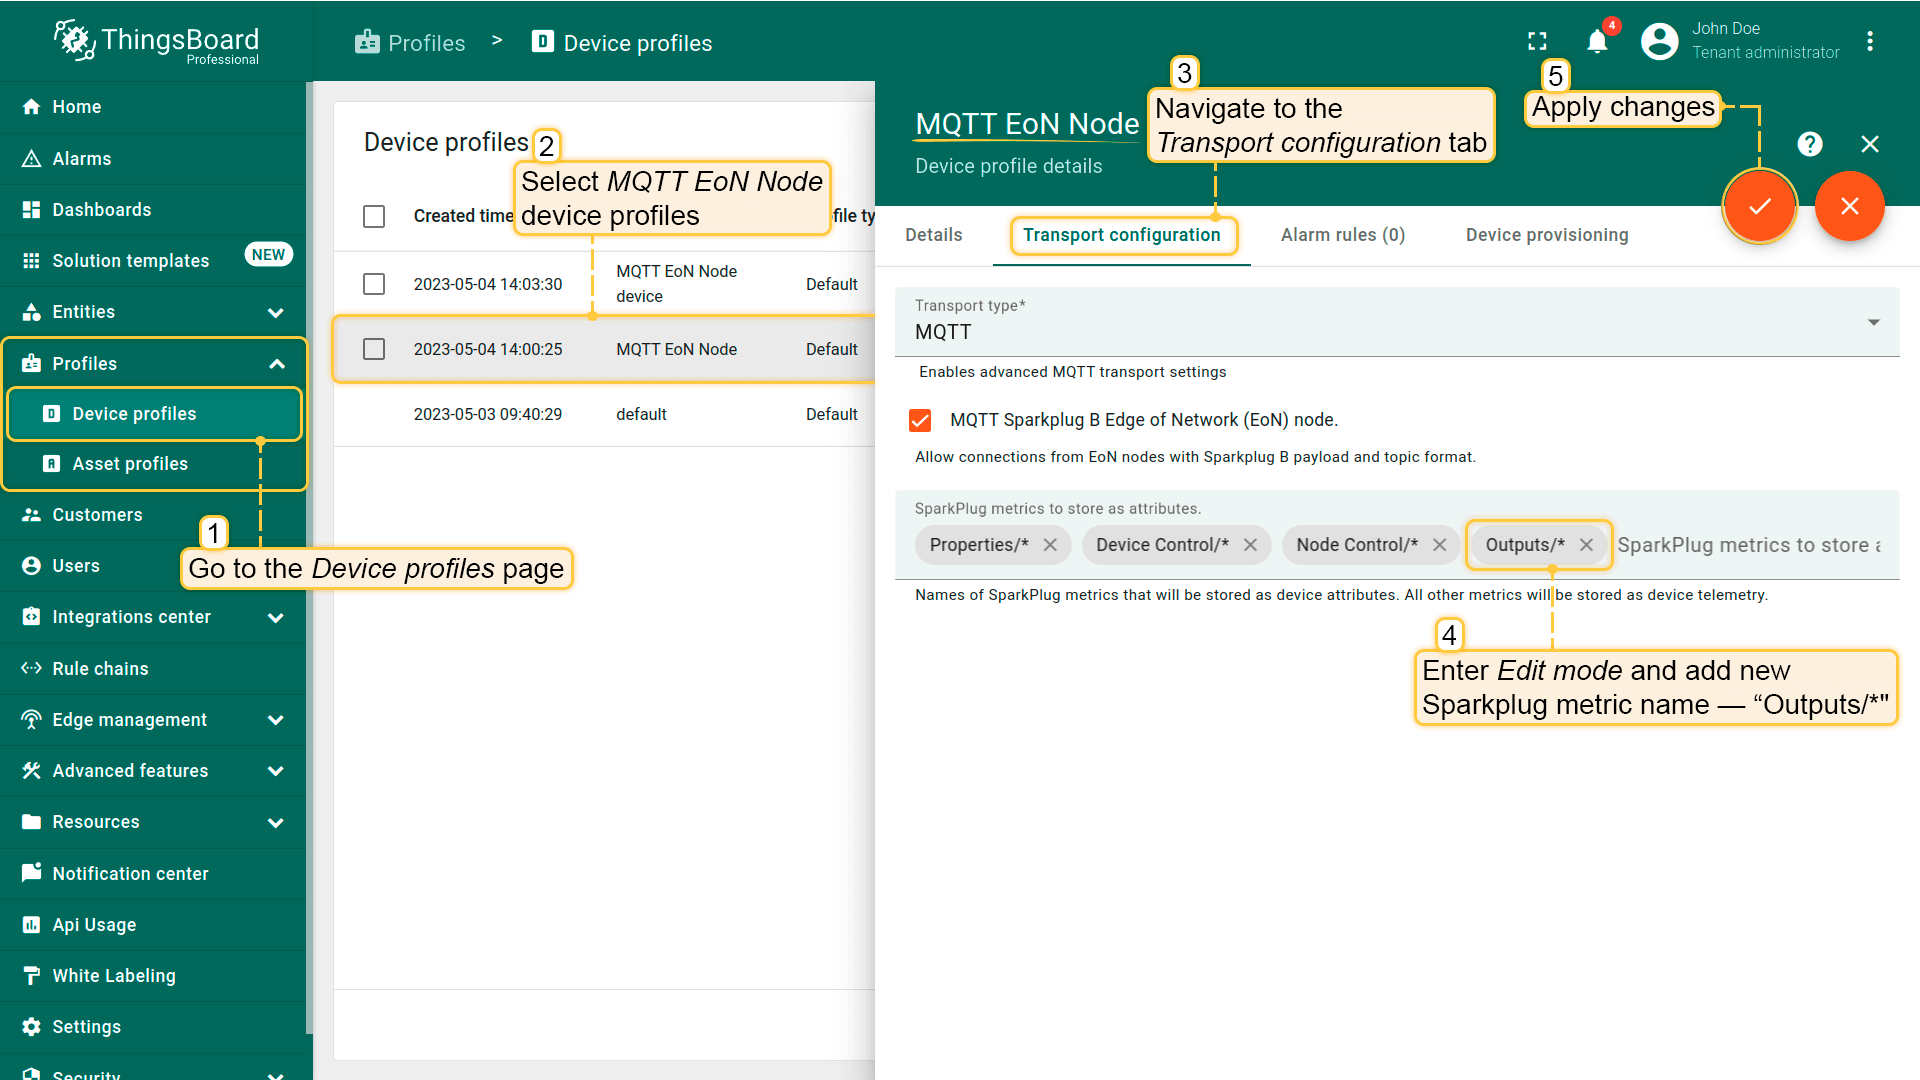 ThingsBoard
Professional
Profiles > Device profiles
4
John Doe
Tenant administrator
Home
Alarms
Dashboards
Solution templates NEW
Entities
Profiles
Device profiles
Asset profiles
Customers
Users
Integrations center
Rule chains
Edge management
Advanced features
Resources
Notification center
Api Usage
White Labeling
Settings
Security
1
Go to the Device profiles page
Device profiles
2
Select MQTT EoN Node
device profiles
Created time file ty
2023-05-04 14:03:30 MQTT EoN Node
device Default
2023-05-04 14:00:25 MQTT EoN Node Default
2023-05-03 09:40:29 default Default
MQTT EoN Node
Device profile details
3
Navigate to the
Transport configuration tab
5
Apply changes
Details Transport configuration Alarm rules (0) Device provisioning
Transport type*
MQTT
Enables advanced MQTT transport settings
MQTT Sparkplug B Edge of Network (EoN) node.
Allow connections from EoN nodes with Sparkplug B payload and topic format.
SparkPlug metrics to store as attributes.
Properties/* Device Control/* Node Control/* Outputs/* SparkPlug metrics to store a
Names of SparkPlug metrics that will be stored as device attributes. All other metrics will be stored as device telemetry.
4
Enter Edit mode and add new
Sparkplug metric name — “Outputs/*"